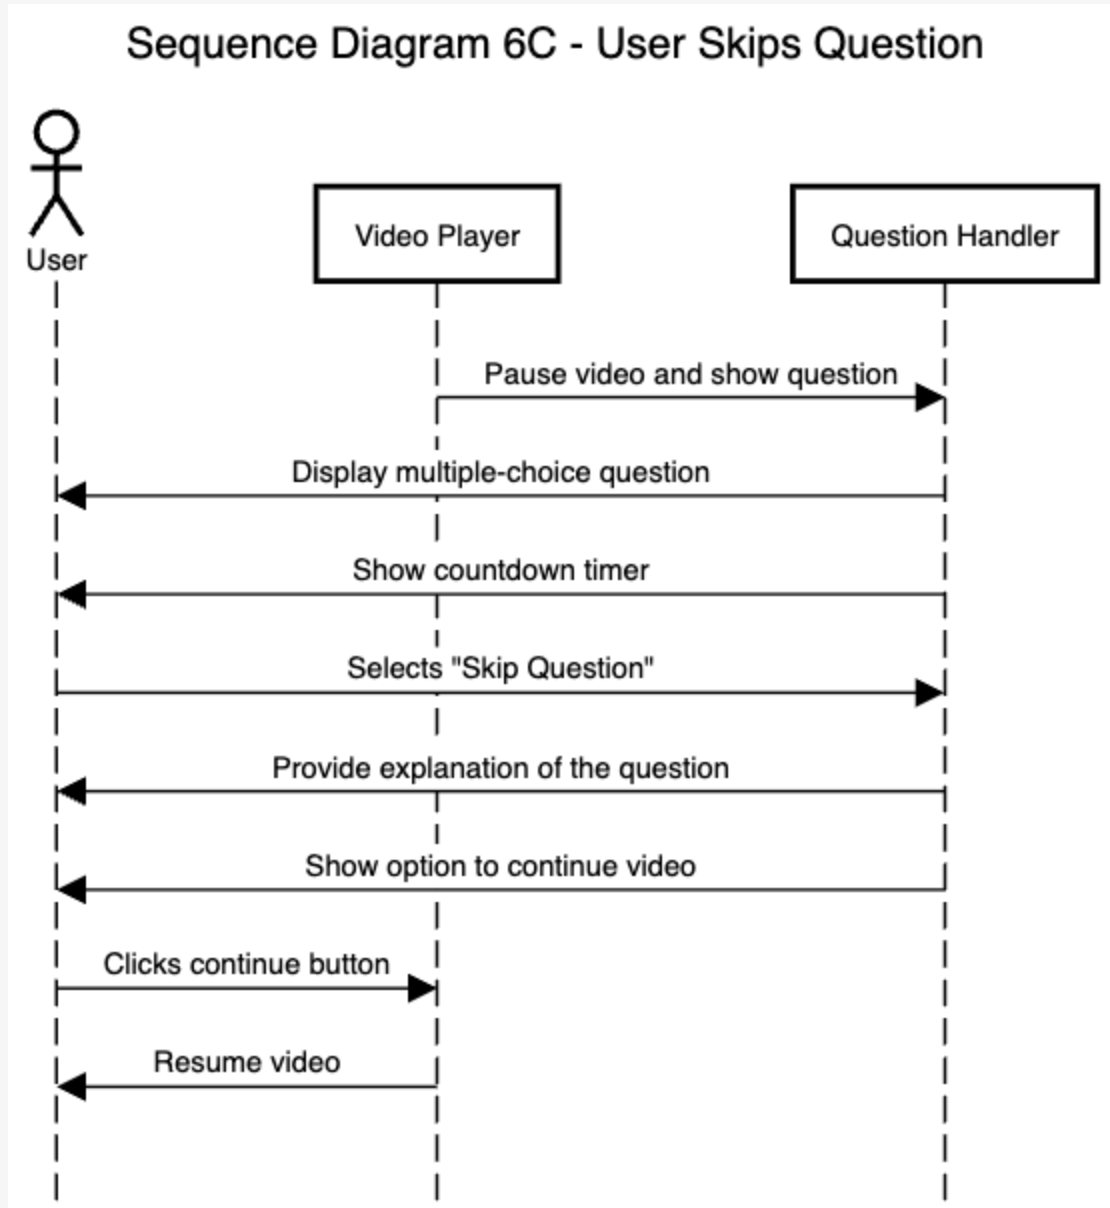 Sequence Diagram 6C - User Skips Question
User
Video Player
Question Handler
Pause video and show question
Display multiple-choice question
Show countdown timer
Selects "Skip Question"
Provide explanation of the question
Show option to continue video
Clicks continue button
Resume video